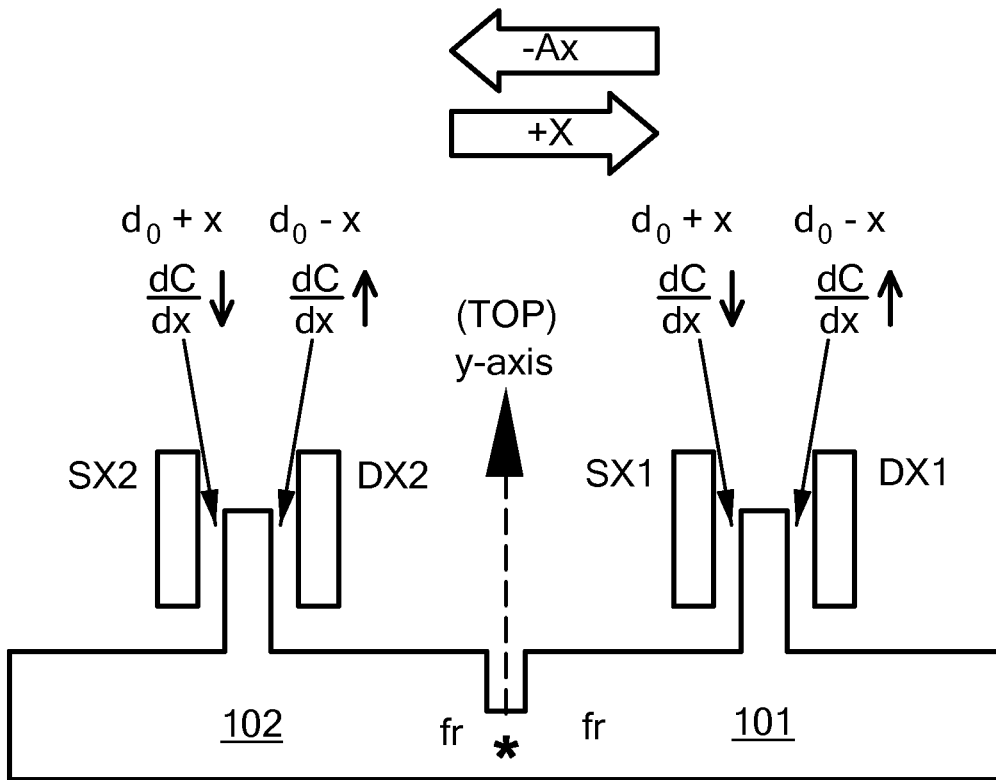 -Ax
+X
d₀ + x d₀ - x d₀ + x d₀ - x
dC/dx ↓ dC/dx ↑ dC/dx ↓ dC/dx ↑
(TOP)
y-axis
SX2 DX2 SX1 DX1
102 fr * fr 101